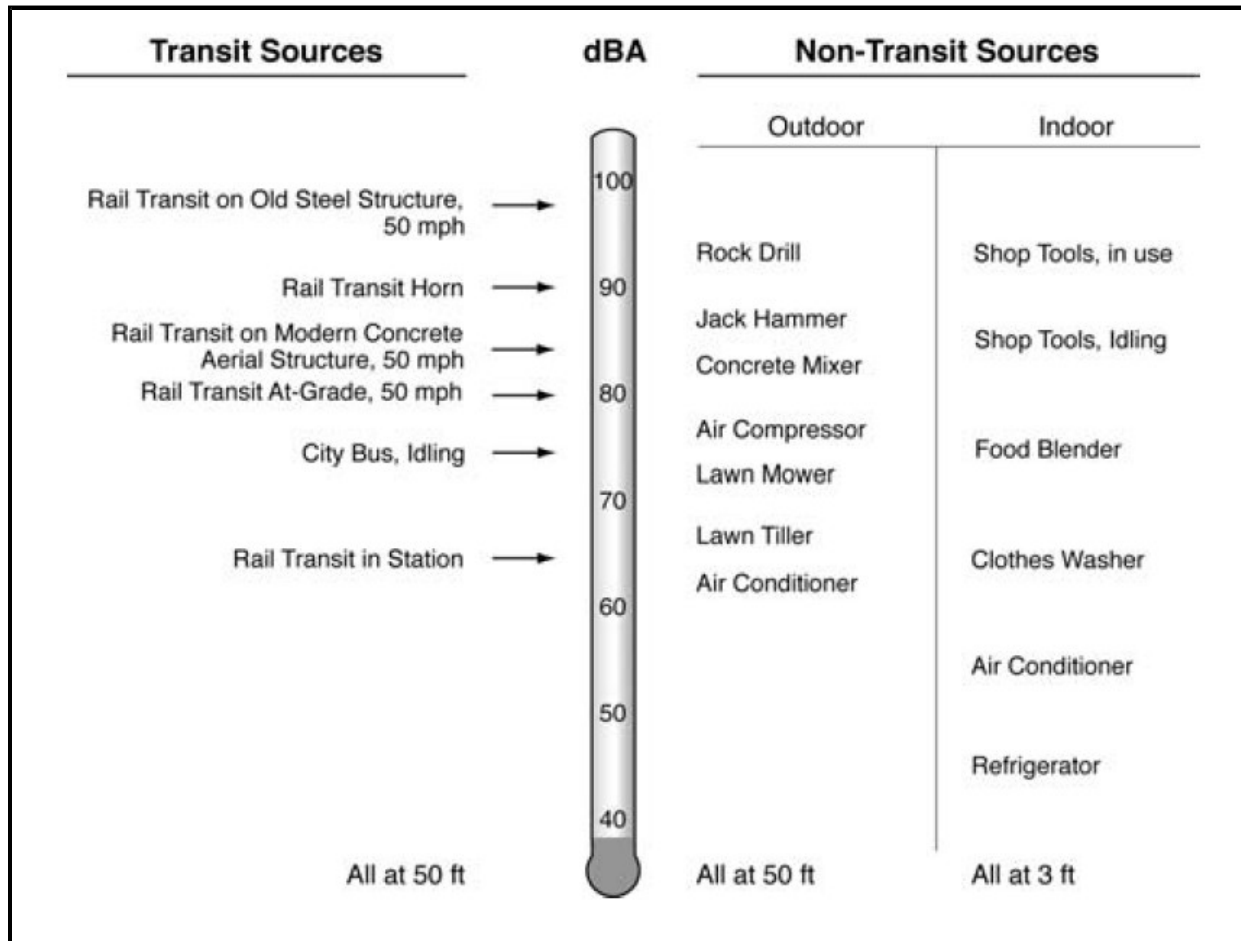 Transit Sources
dBA
Non-Transit Sources
Outdoor
Indoor
Rail Transit on Old Steel Structure,
50 mph
Rail Transit Horn
Rail Transit on Modern Concrete
Aerial Structure, 50 mph
Rail Transit At-Grade, 50 mph
City Bus, Idling
Rail Transit in Station
All at 50 ft
100
90
80
70
60
50
40
Rock Drill
Jack Hammer
Concrete Mixer
Air Compressor
Lawn Mower
Lawn Tiller
Air Conditioner
All at 50 ft
Shop Tools, in use
Shop Tools, Idling
Food Blender
Clothes Washer
Air Conditioner
Refrigerator
All at 3 ft